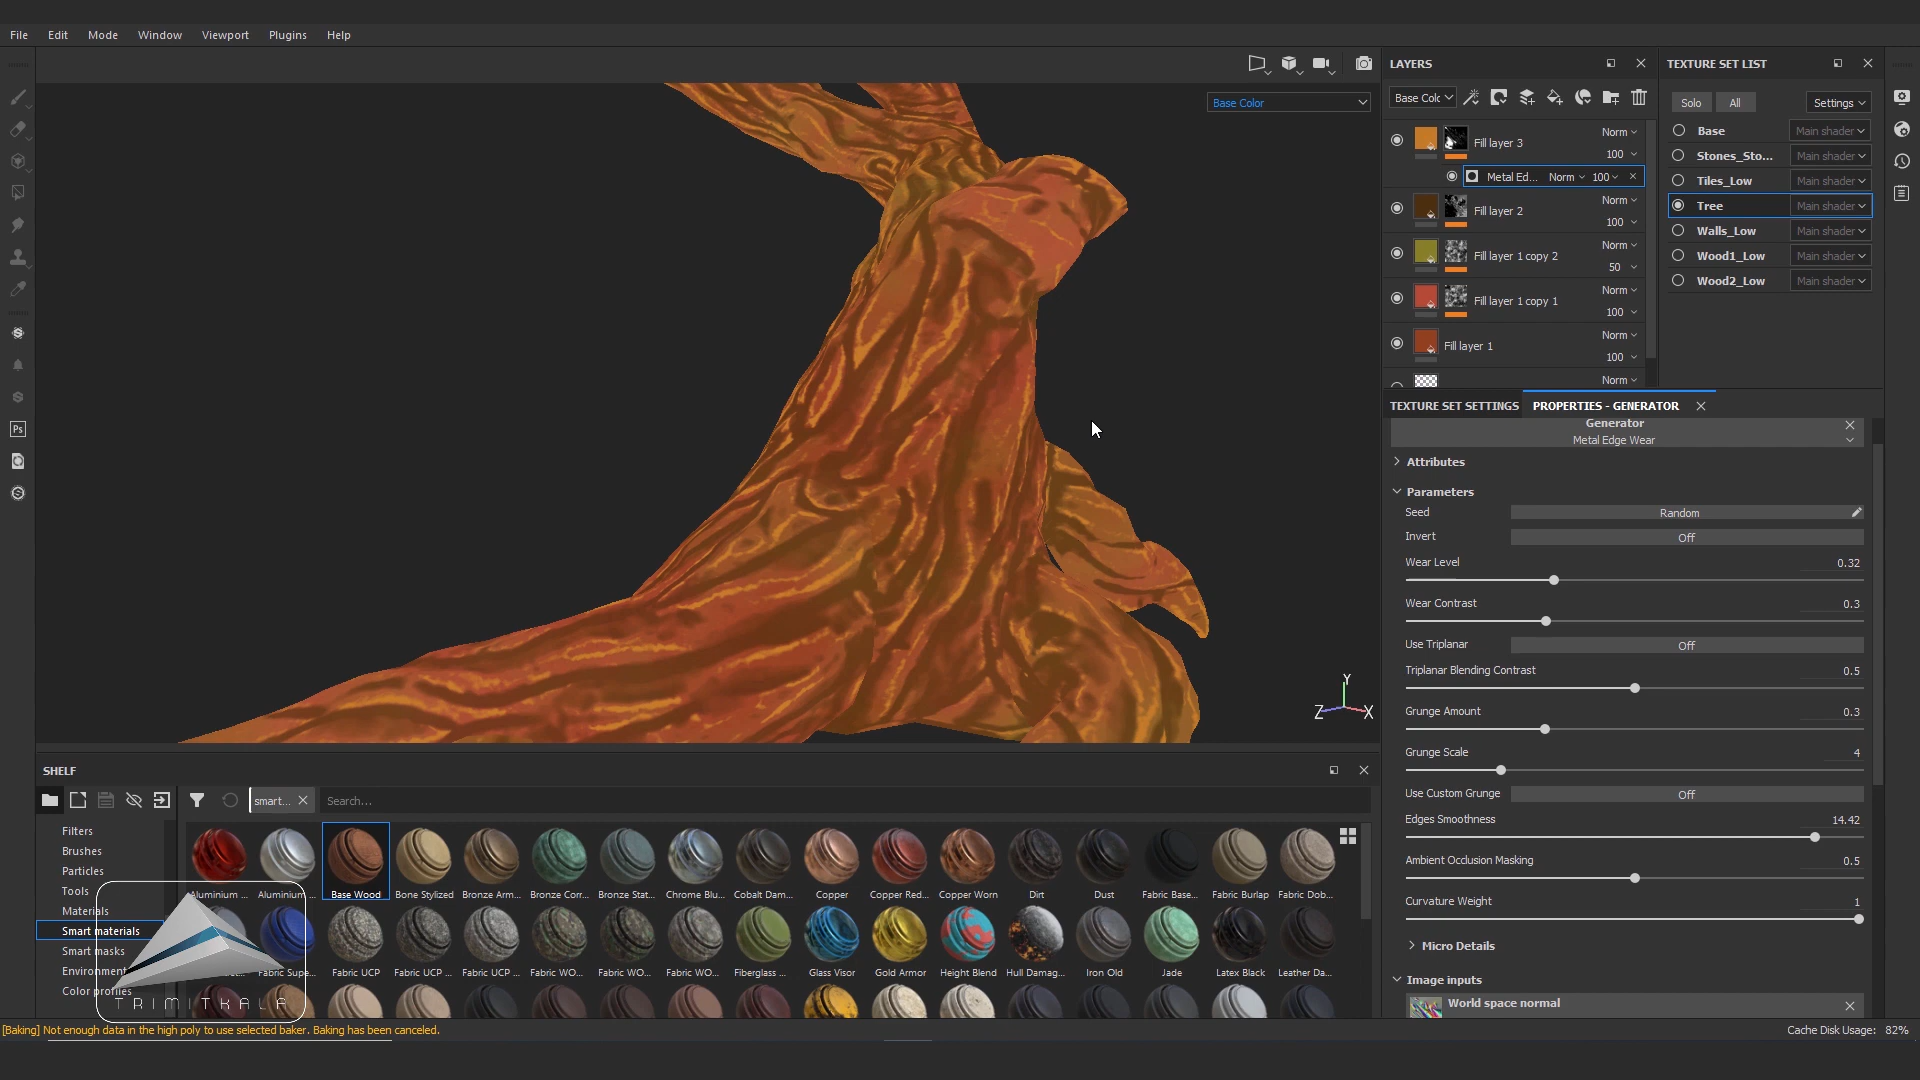 File Edit Mode Window Viewport Plugins Help
Base Color
LAYERS
Base Colc
Fill layer 3 Norm 100
Metal Ed... Norm 100
Fill layer 2 Norm 100
Fill layer 1 copy 2 Norm 50
Fill layer 1 copy 1 Norm 100
Fill layer 1 Norm 100
Norm
TEXTURE SET LIST
Solo All Settings
Base Main shader
Stones_Sto... Main shader
Tiles_Low Main shader
Tree Main shader
Walls_Low Main shader
Wood1_Low Main shader
Wood2_Low Main shader
TEXTURE SET SETTINGS PROPERTIES - GENERATOR
Generator
Metal Edge Wear
Attributes
Parameters
Seed Random
Invert Off
Wear Level 0.32
Wear Contrast 0.3
Use Triplanar Off
Triplanar Blending Contrast 0.5
Grunge Amount 0.3
Grunge Scale 4
Use Custom Grunge Off
Edges Smoothness 14.42
Ambient Occlusion Masking 0.5
Curvature Weight 1
Micro Details
Image inputs
World space normal
Y
Z X
Ps
SHELF
smart... Search...
Filters
Brushes
Particles
Tools
Materials
Smart materials
Smart masks
Environment
Color profiles
Aluminium ... Aluminium ... Base Wood Bone Stylized Bronze Arm... Bronze Corr... Bronze Stat... Chrome Blu... Cobalt Dam... Copper Copper Red... Copper Worn Dirt Dust Fabric Base... Fabric Burlap Fabric Dob...
Fabric Supe... Fabric UCP Fabric UCP ... Fabric UCP ... Fabric WO... Fabric WO... Fabric WO... Fiberglass ... Glass Visor Gold Armor Height Blend Hull Damag... Iron Old Jade Latex Black Leather Da...
TRIMITKALA
[Baking] Not enough data in the high poly to use selected baker. Baking has been canceled.
Cache Disk Usage: 82%